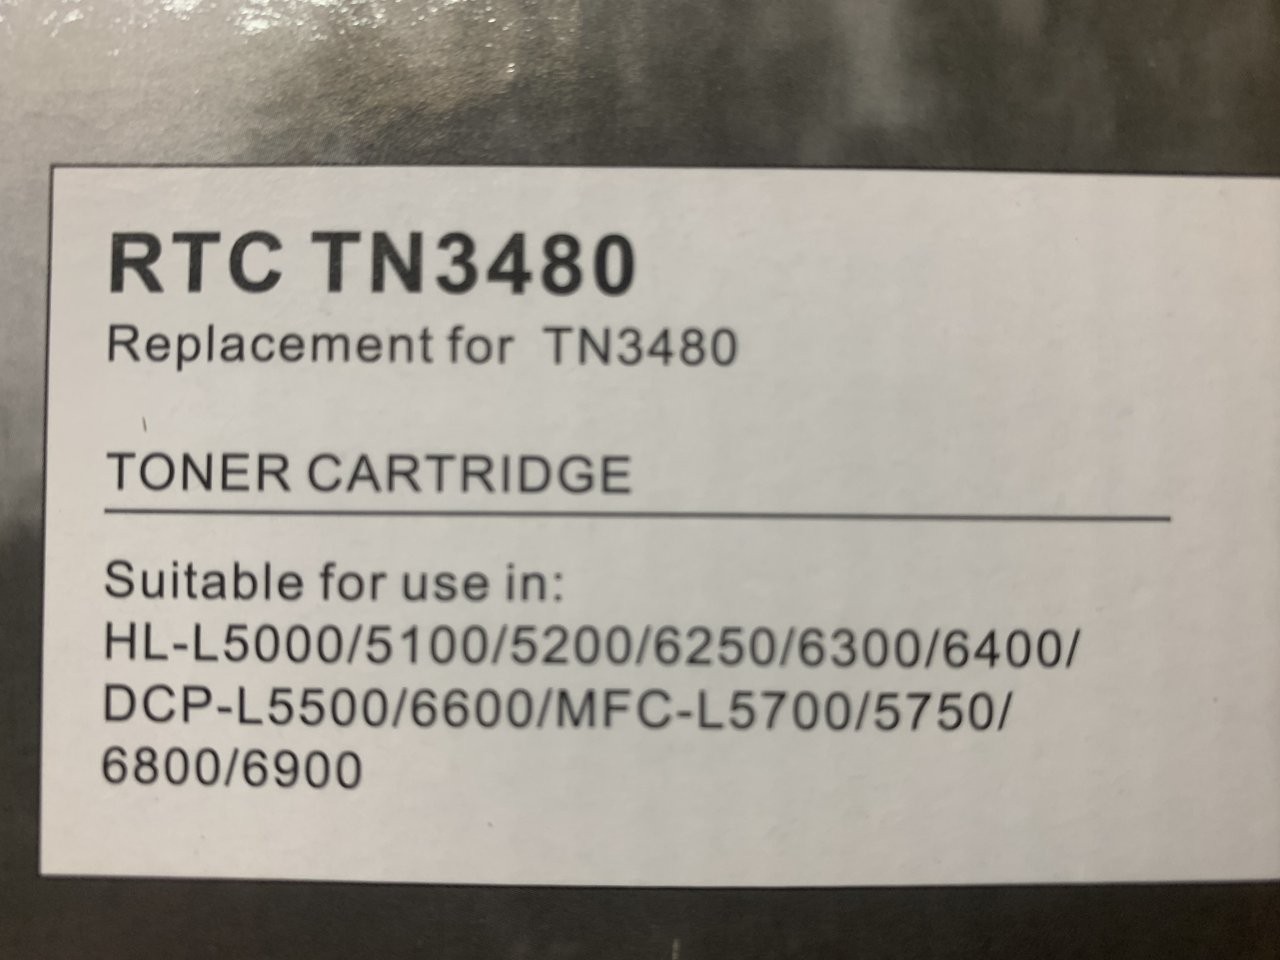 RTC TN3480
Replacement for TN3480
TONER CARTRIDGE
Suitable for use in:
HL-L5000/5100/5200/6250/6300/6400/
DCP-L5500/6600/MFC-L5700/5750/
6800/6900